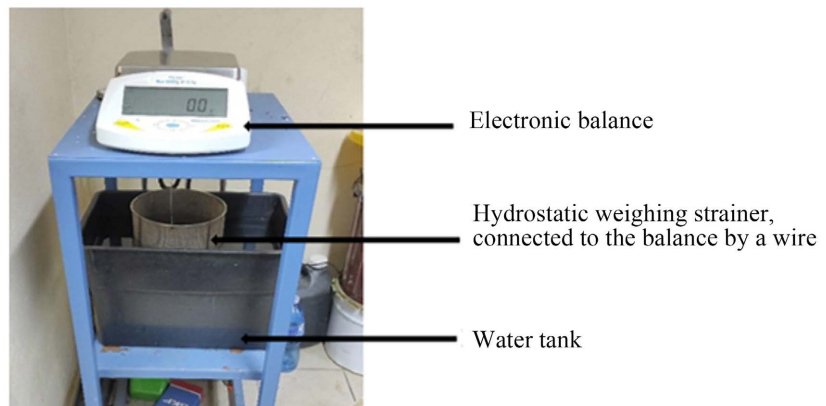 0.0
Electronic balance
Hydrostatic weighing strainer,
connected to the balance by a wire
Water tank